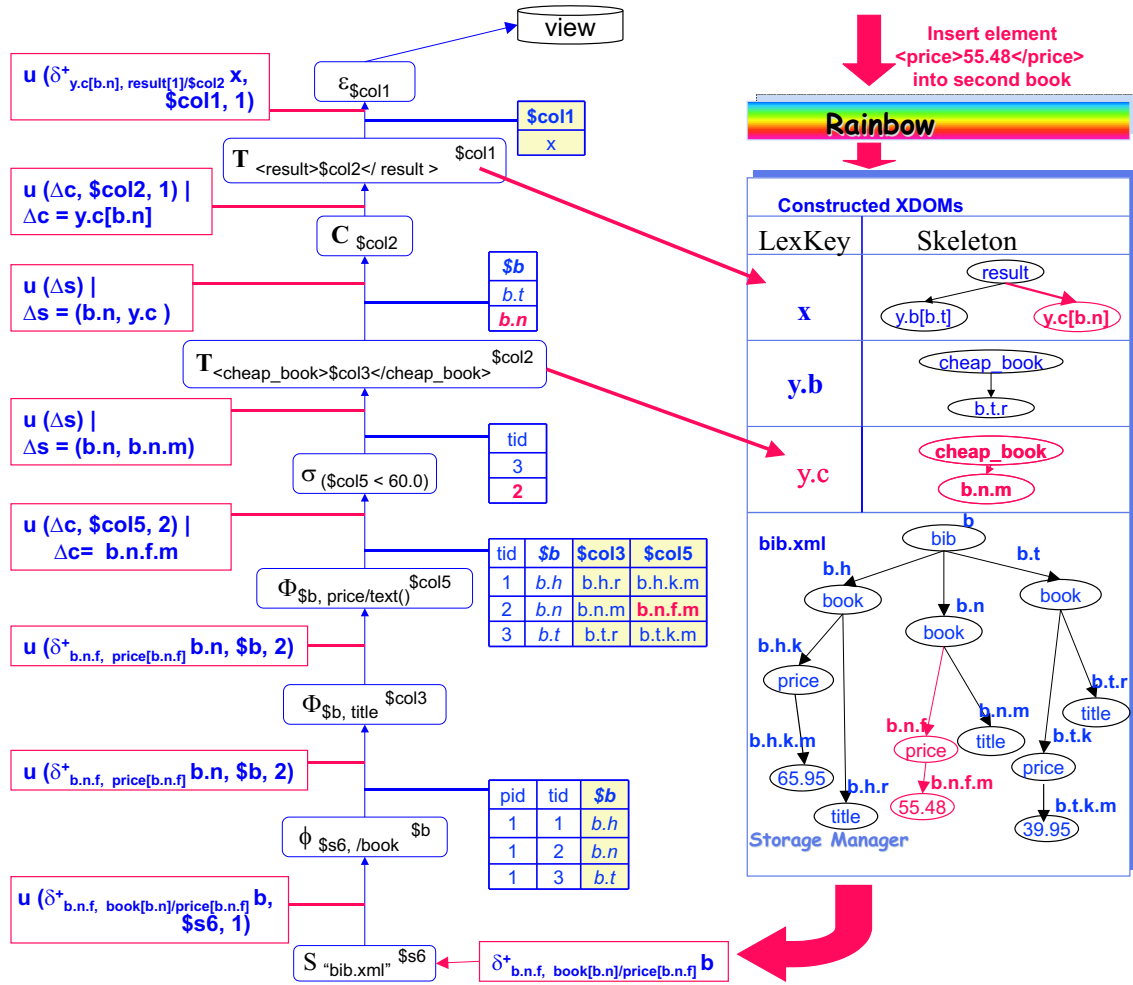 view
u (δ⁺ y.c[b.n], result[1]/$col2 x,
$col1, 1)
ε $col1
$col1
x
T <result>$col2</ result > $col1
u (Δc, $col2, 1) |
Δc = y.c[b.n]
C $col2
$b
b.t
b.n
u (Δs) |
Δs = (b.n, y.c )
T <cheap_book>$col3</cheap_book> $col2
u (Δs) |
Δs = (b.n, b.n.m)
tid
3
2
σ ($col5 < 60.0)
u (Δc, $col5, 2) |
Δc= b.n.f.m
tid $b $col3 $col5
1 b.h b.h.r b.h.k.m
2 b.n b.n.m b.n.f.m
3 b.t b.t.r b.t.k.m
Φ $b, price/text() $col5
u (δ⁺ b.n.f, price[b.n.f] b.n, $b, 2)
Φ $b, title $col3
u (δ⁺ b.n.f, price[b.n.f] b.n, $b, 2)
pid tid $b
1 1 b.h
1 2 b.n
1 3 b.t
ϕ $s6, /book $b
u (δ⁺ b.n.f, book[b.n]/price[b.n.f] b,
$s6, 1)
S "bib.xml" $s6
δ⁺ b.n.f, book[b.n]/price[b.n.f] b
Insert element
<price>55.48</price>
into second book
Rainbow
Constructed XDOMs
LexKey Skeleton
result
x
y.b[b.t] y.c[b.n]
cheap_book
y.b
b.t.r
cheap_book
y.c
b.n.m
b
bib
bib.xml
b.t
b.h
book
book
b.n
book
b.h.k
price
b.t.r
title
b.n.m
title
b.n.f
price
b.t.k
price
b.h.k.m
65.95
b.n.f.m
55.48
b.h.r
title
b.t.k.m
39.95
Storage Manager